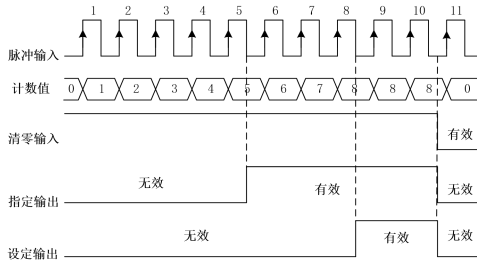 1 2 3 4 5 6 7 8 9 10 11
脉冲输入
计数值 0 1 2 3 4 5 6 7 8 8 8 0
清零输入 有效
指定输出 无效 有效 无效
设定输出 无效 有效 无效